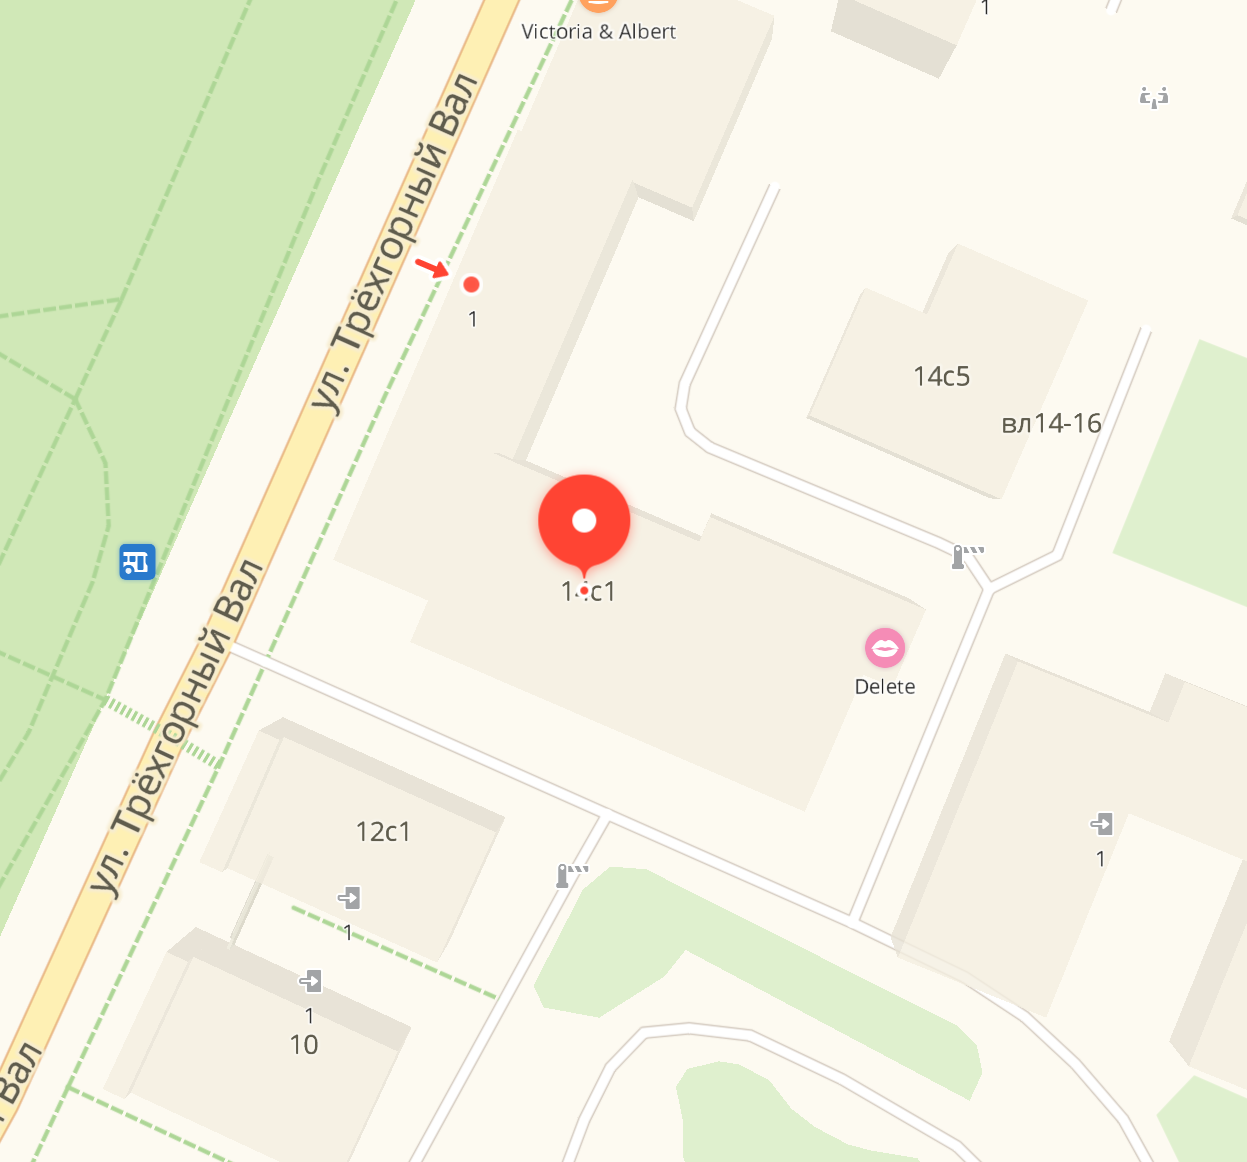 1
Victoria & Albert
ул. Трёхгорный Вал
1
14с5
вл14-16
14с1
Delete
ул. Трёхгорный Вал
12с1
1
1
1
10
Вал